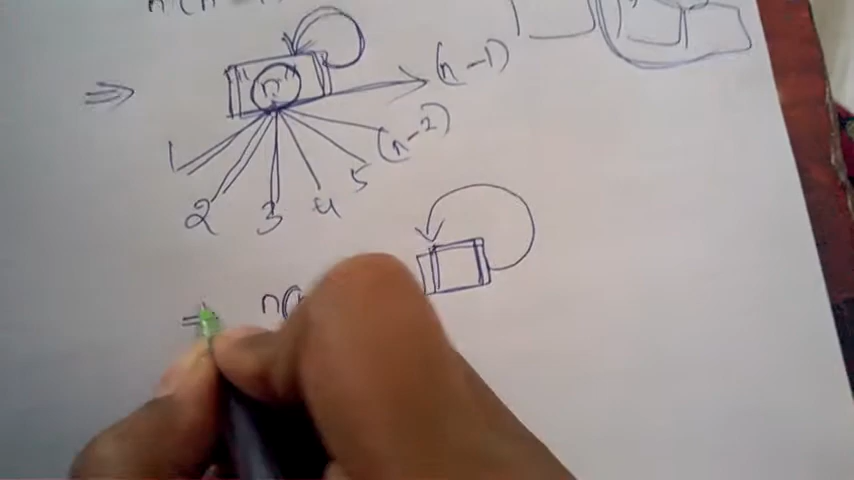 n(n
⇒ n (n-1)
1 2 3 4 5 (n-2)
= n(